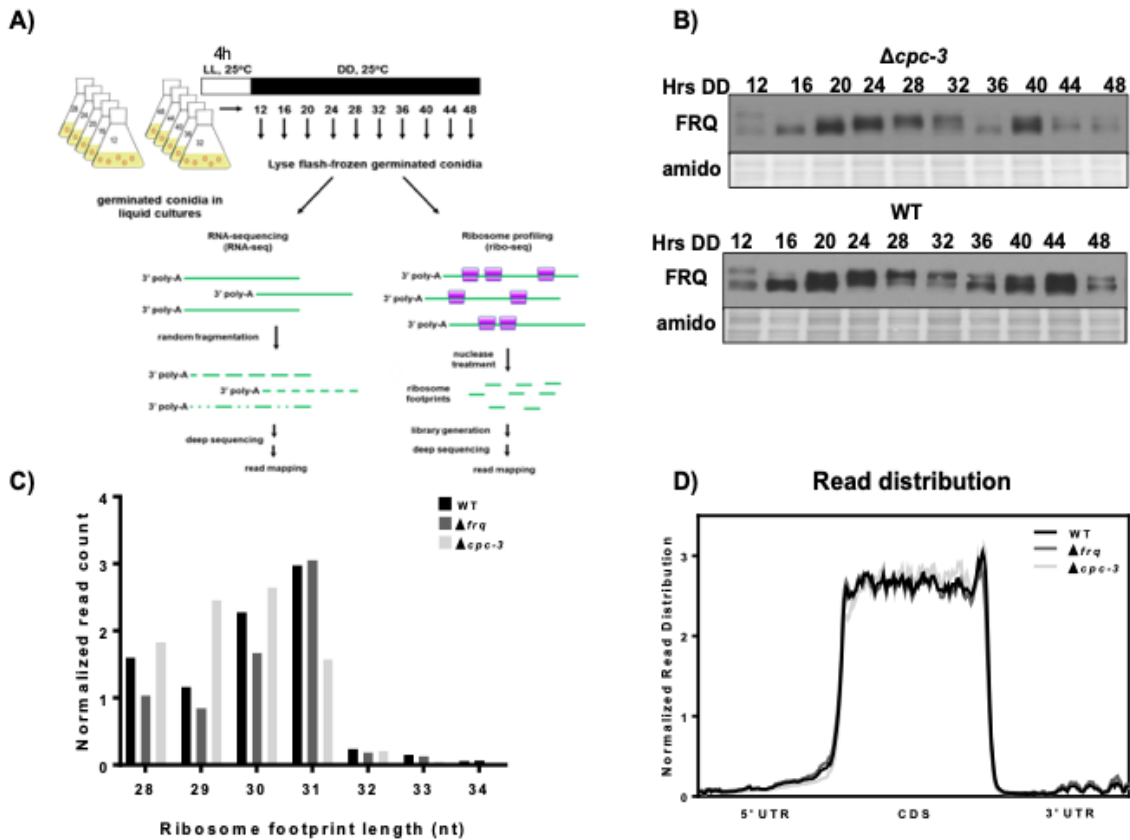 A)
4h
LL, 25°C
DD, 25°C
12 16 20 24 28 32 36 40 44 48
12
32
Lyse flash-frozen germinated conidia
germinated conidia in
liquid cultures
RNA-sequencing
(RNA-seq)
3' poly-A
3' poly-A
3' poly-A
random fragmentation
3' poly-A
3' poly-A
3' poly-A
deep sequencing
read mapping
Ribosome profiling
(ribo-seq)
3' poly-A
3' poly-A
3' poly-A
nuclease
treatment
ribosome
footprints
library generation
deep sequencing
read mapping
B)
Δcpc-3
Hrs DD 12 16 20 24 28 32 36 40 44 48
FRQ
amido
WT
Hrs DD 12 16 20 24 28 32 36 40 44 48
FRQ
amido
C)
Normalized read count
4
3
2
1
0
WT
▲frq
▲cpc-3
28 29 30 31 32 33 34
Ribosome footprint length (nt)
D)
Read distribution
Normalized Read Distribution
3
2
1
0
WT
▲frq
▲cpc-3
5' UTR CDS 3' UTR